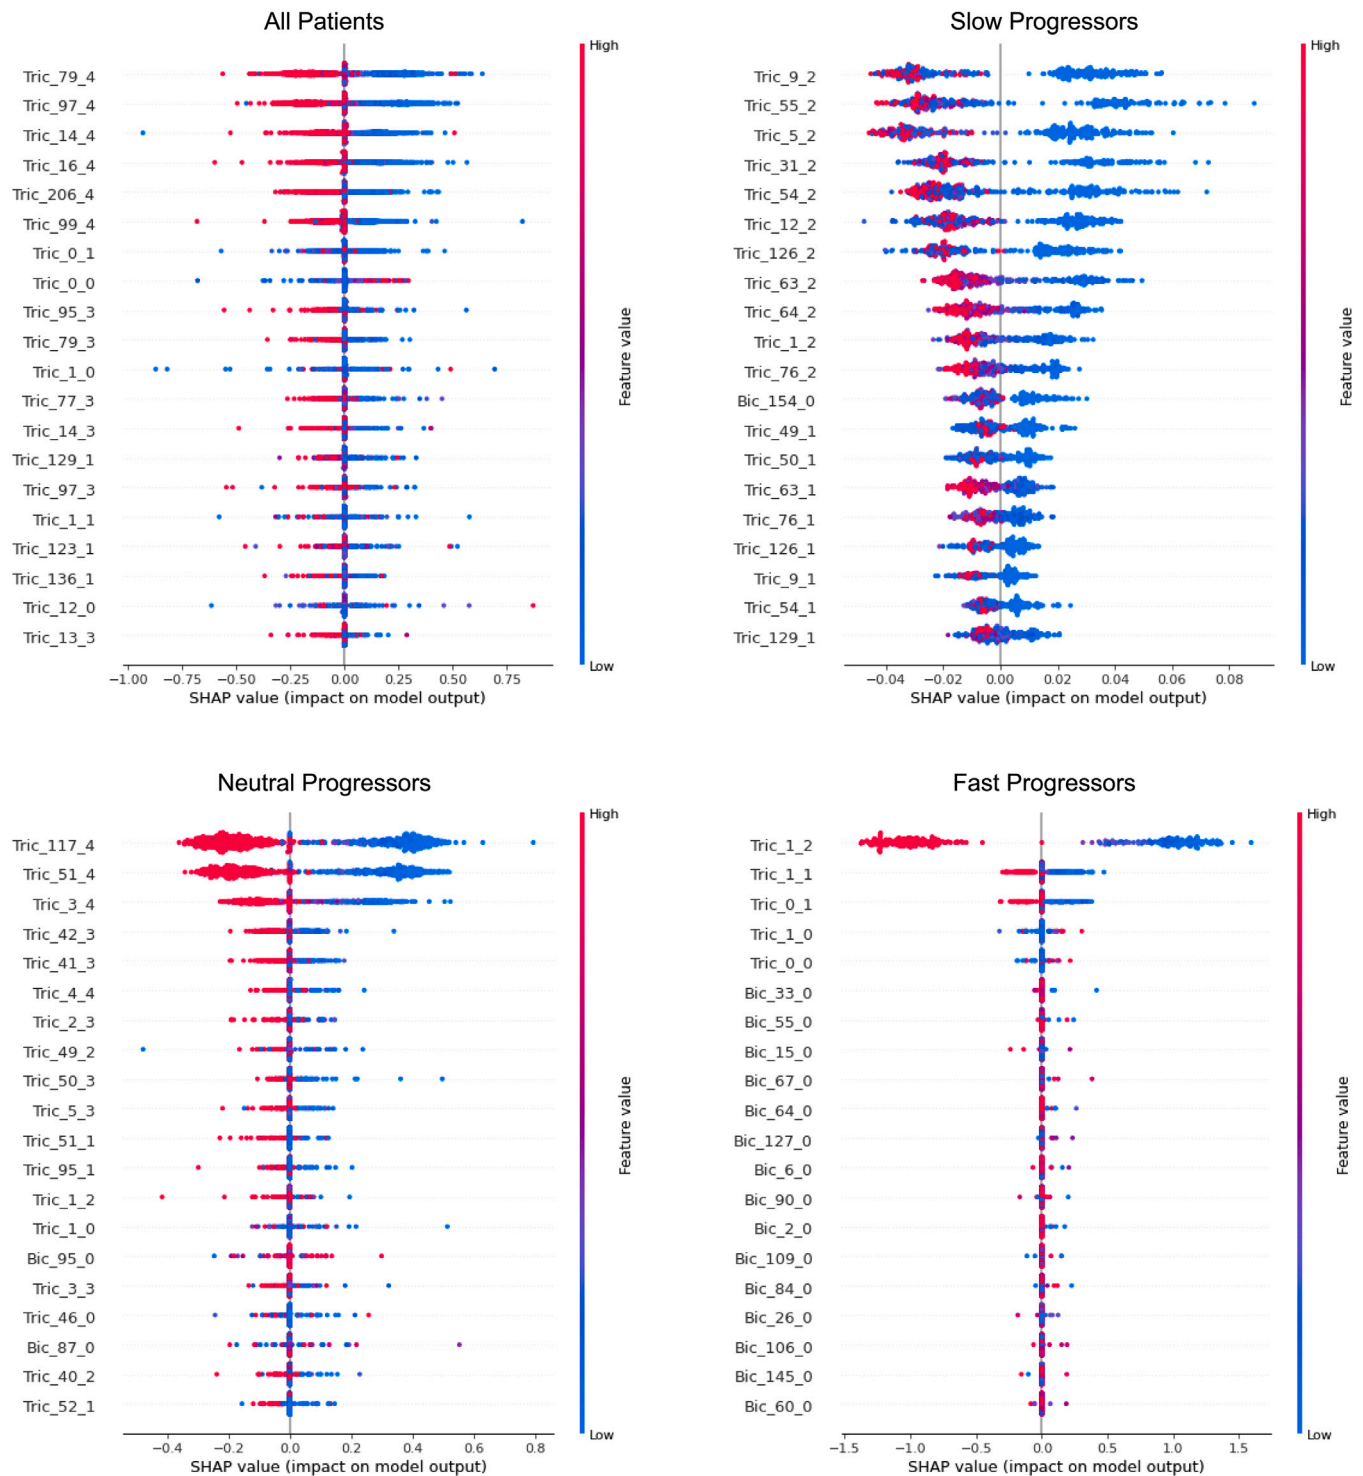 All Patients
High
Tric_79_4
Tric_97_4
Tric_14_4
Tric_16_4
Tric_206_4
Tric_99_4
Tric_0_1
Tric_0_0
Tric_95_3
Tric_79_3
Tric_1_0
Tric_77_3
Tric_14_3
Tric_129_1
Tric_97_3
Tric_1_1
Tric_123_1
Tric_136_1
Tric_12_0
Tric_13_3
Feature value
Low
−1.00 −0.75 −0.50 −0.25 0.00 0.25 0.50 0.75
SHAP value (impact on model output)
Slow Progressors
High
Tric_9_2
Tric_55_2
Tric_5_2
Tric_31_2
Tric_54_2
Tric_12_2
Tric_126_2
Tric_63_2
Tric_64_2
Tric_1_2
Tric_76_2
Bic_154_0
Tric_49_1
Tric_50_1
Tric_63_1
Tric_76_1
Tric_126_1
Tric_9_1
Tric_54_1
Tric_129_1
Feature value
Low
−0.04 −0.02 0.00 0.02 0.04 0.06 0.08
SHAP value (impact on model output)
Neutral Progressors
High
Tric_117_4
Tric_51_4
Tric_3_4
Tric_42_3
Tric_41_3
Tric_4_4
Tric_2_3
Tric_49_2
Tric_50_3
Tric_5_3
Tric_51_1
Tric_95_1
Tric_1_2
Tric_1_0
Bic_95_0
Tric_3_3
Tric_46_0
Bic_87_0
Tric_40_2
Tric_52_1
Feature value
Low
−0.4 −0.2 0.0 0.2 0.4 0.6 0.8
SHAP value (impact on model output)
Fast Progressors
High
Tric_1_2
Tric_1_1
Tric_0_1
Tric_1_0
Tric_0_0
Bic_33_0
Bic_55_0
Bic_15_0
Bic_67_0
Bic_64_0
Bic_127_0
Bic_6_0
Bic_90_0
Bic_2_0
Bic_109_0
Bic_84_0
Bic_26_0
Bic_106_0
Bic_145_0
Bic_60_0
Feature value
Low
−1.5 −1.0 −0.5 0.0 0.5 1.0 1.5
SHAP value (impact on model output)